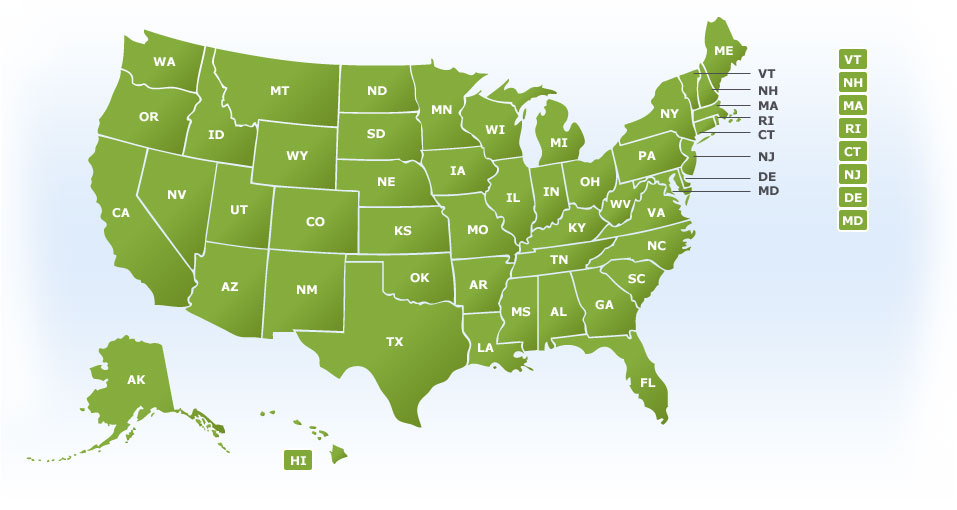 ME
WA
VT
VT
MT
ND
NH
NH
MN
MA
MA
OR
NY
RI
RI
ID
SD
WI
CT
CT
MI
WY
PA
NJ
NJ
IA
NE
OH
DE
DE
IN
MD
MD
NV
IL
UT
WV
CA
VA
CO
KS
MO
KY
NC
TN
OK
SC
AZ
NM
AR
GA
MS
AL
TX
LA
AK
FL
HI